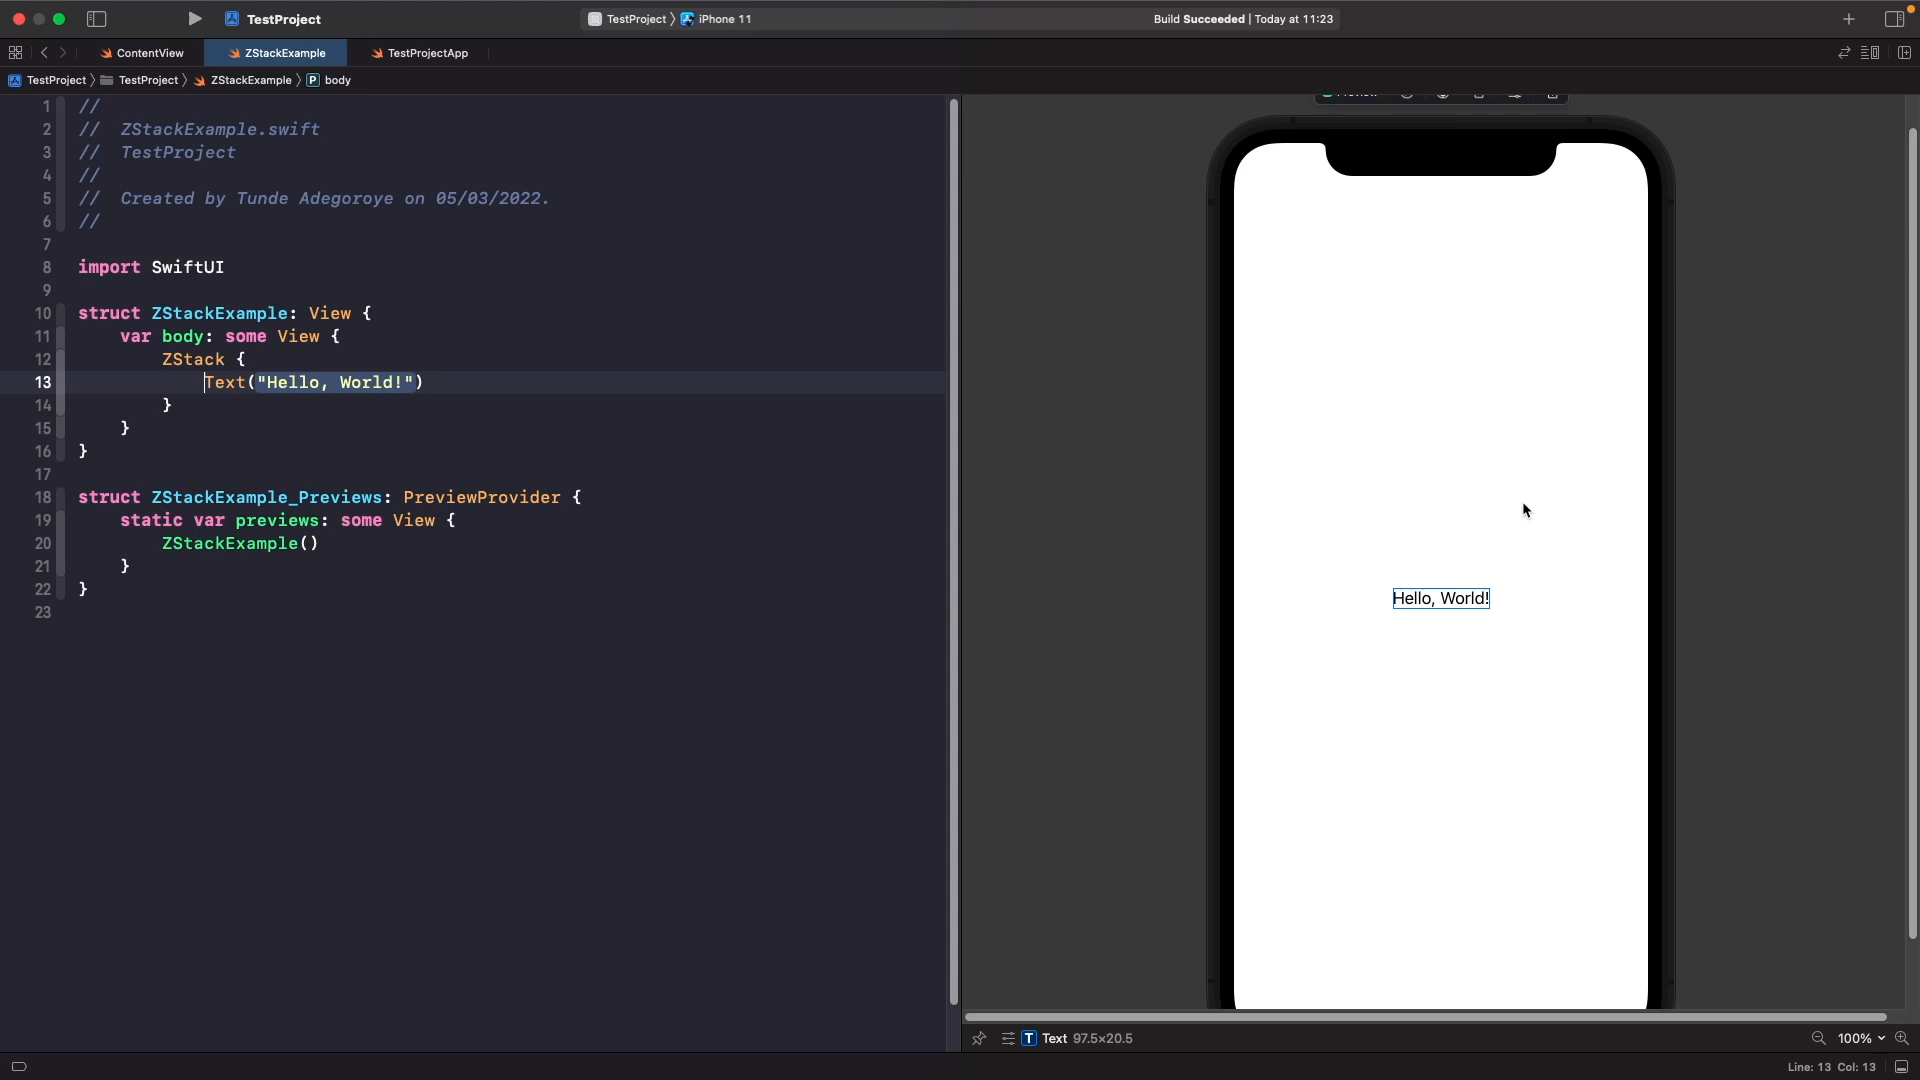 TestProject
TestProject 〉 iPhone 11
Build Succeeded | Today at 11:23
ContentView
ZStackExample
TestProjectApp
TestProject 〉 TestProject 〉 ZStackExample 〉 P body
1 //
2 //  ZStackExample.swift
3 //  TestProject
4 //
5 //  Created by Tunde Adegoroye on 05/03/2022.
6 //
7
8 import SwiftUI
9
10 struct ZStackExample: View {
11     var body: some View {
12         ZStack {
13             Text("Hello, World!")
14         }
15     }
16 }
17
18 struct ZStackExample_Previews: PreviewProvider {
19     static var previews: some View {
20         ZStackExample()
21     }
22 }
23
Hello, World!
T Text 97.5×20.5
100%
Line: 13 Col: 13